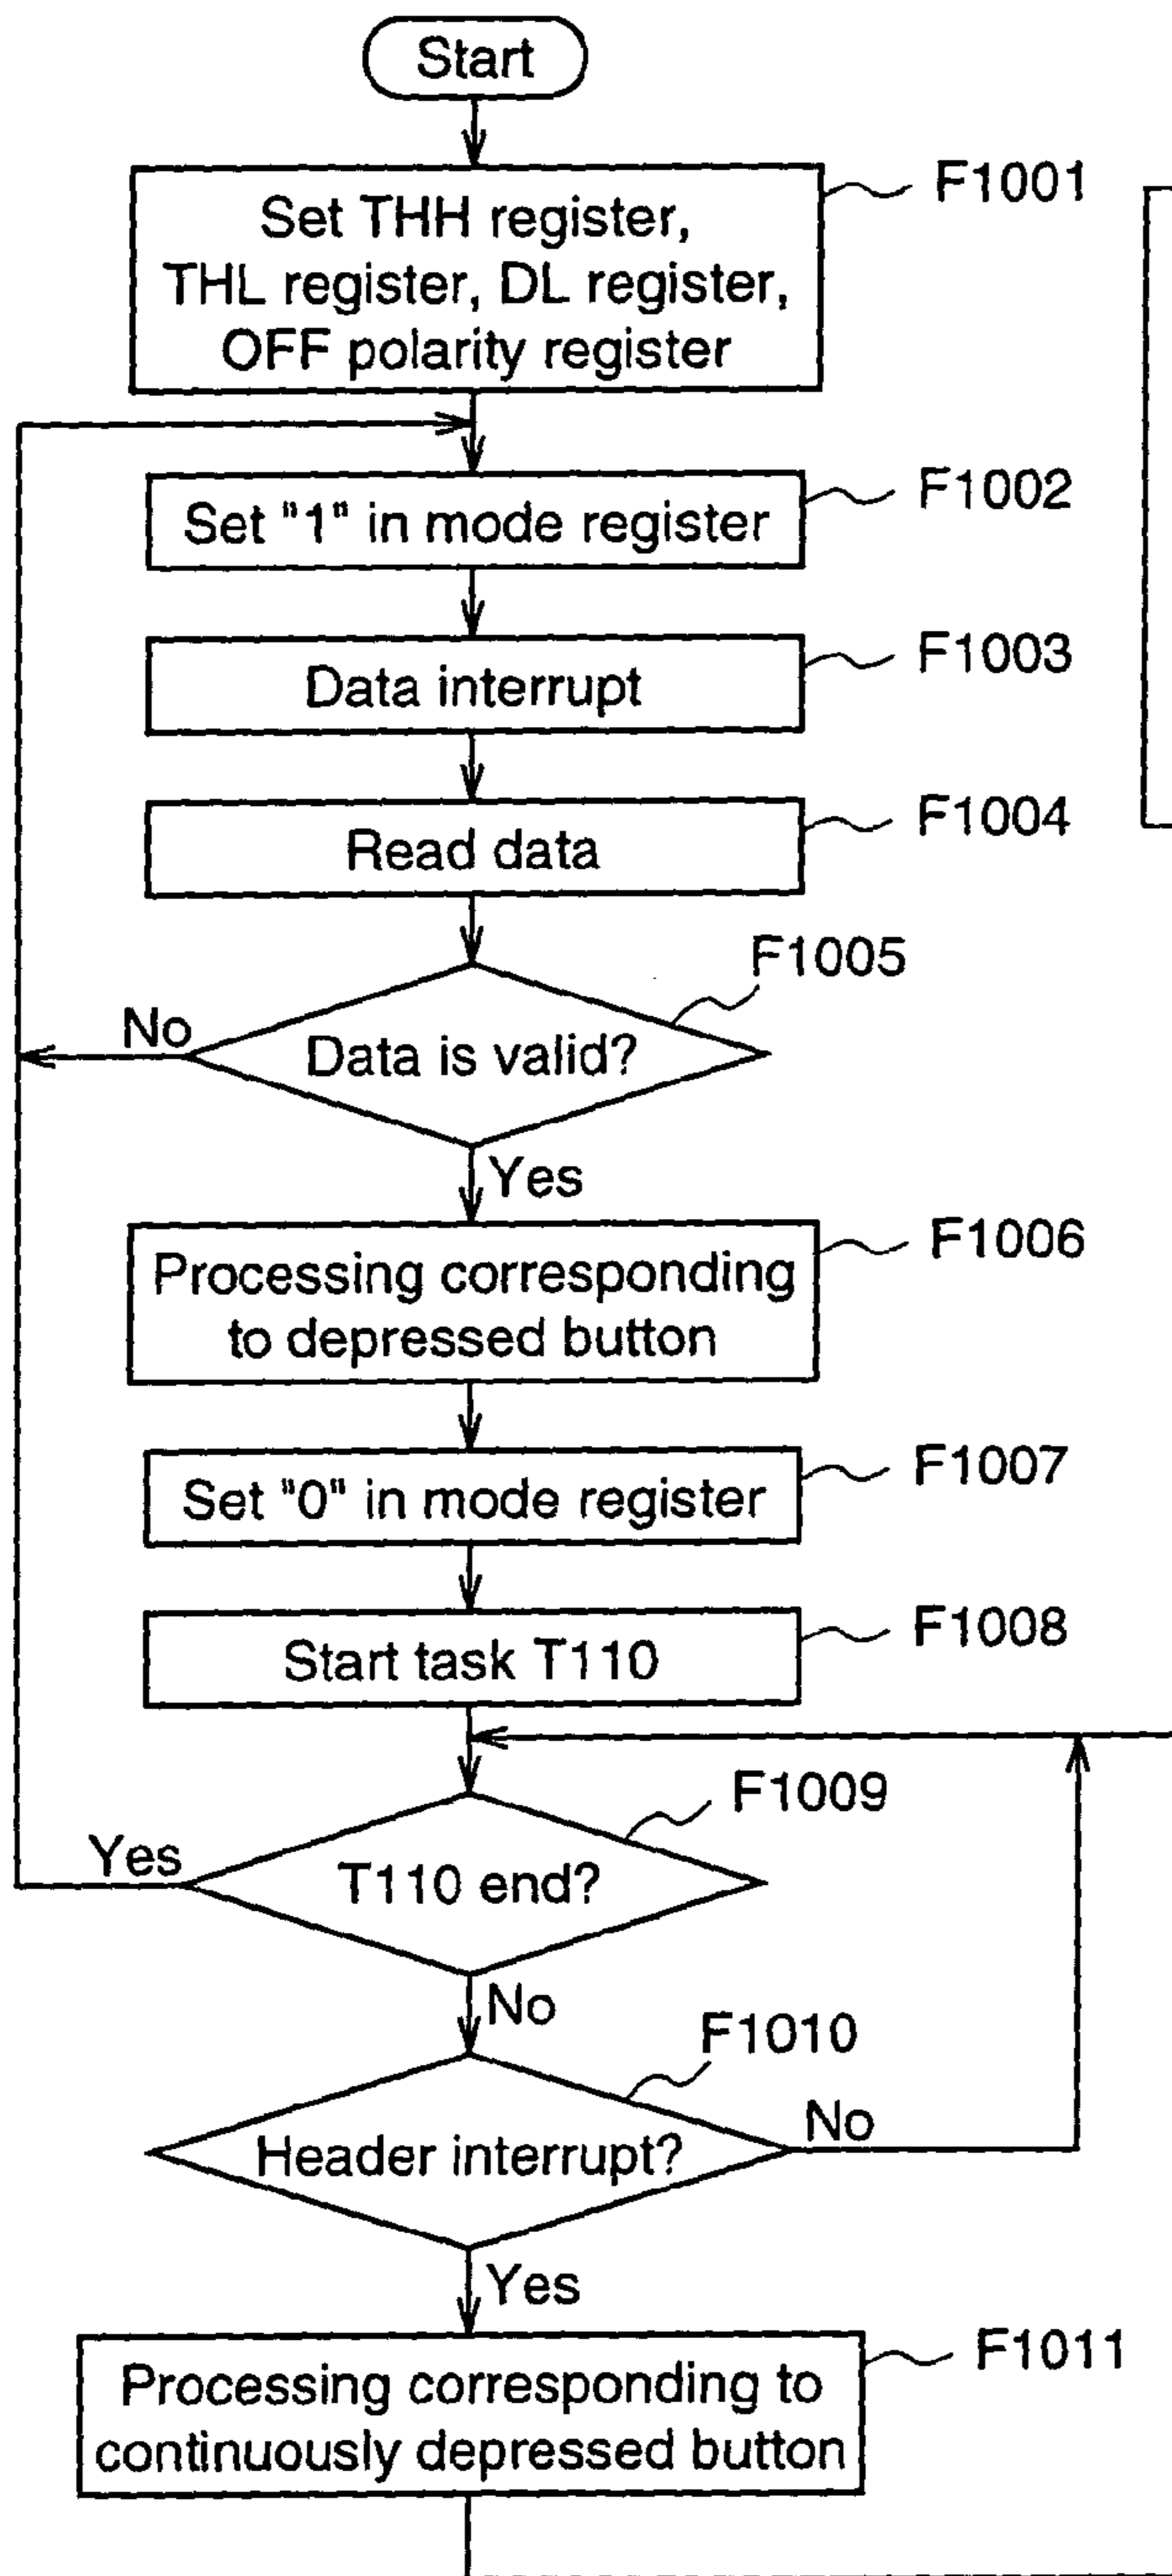 Start
F1001
Set THH register,
THL register, DL register,
OFF polarity register
F1002
Set "1" in mode register
F1003
Data interrupt
F1004
Read data
F1005
No
Data is valid?
Yes
F1006
Processing corresponding
to depressed button
F1007
Set "0" in mode register
F1008
Start task T110
F1009
Yes
T110 end?
No
F1010
No
Header interrupt?
Yes
F1011
Processing corresponding to
continuously depressed button